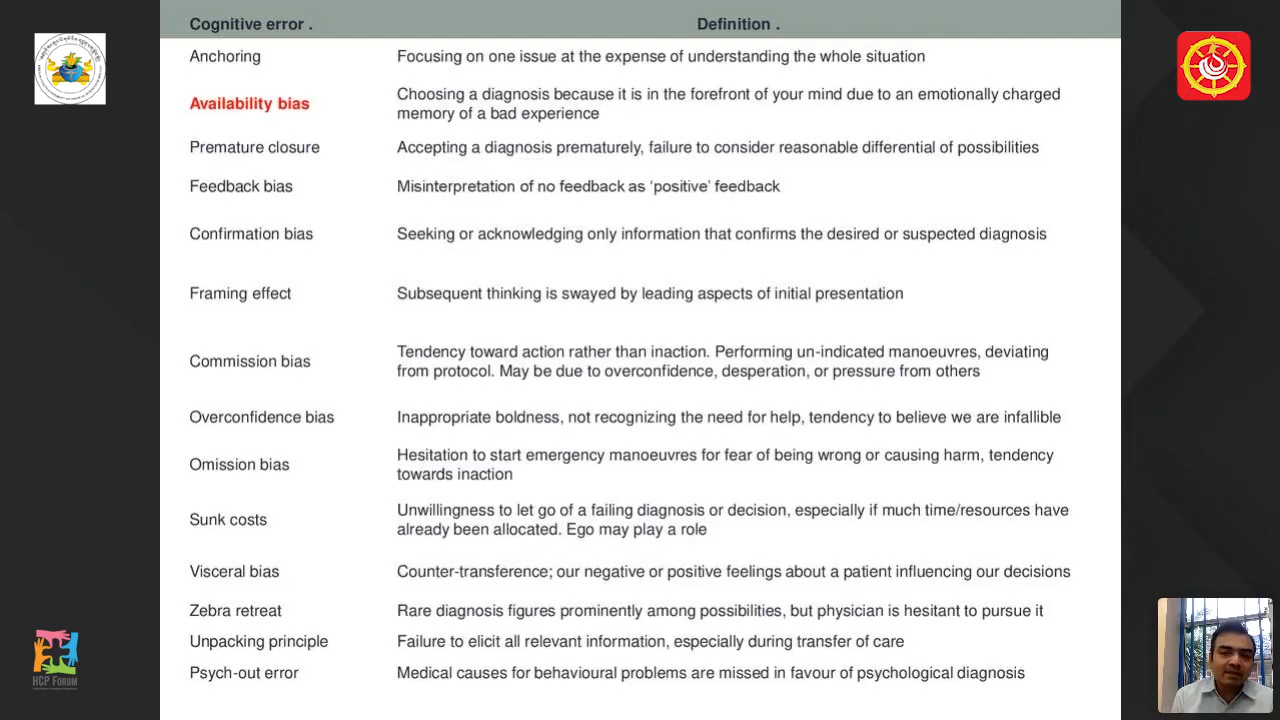 Cognitive error . Definition .
Anchoring Focusing on one issue at the expense of understanding the whole situation
Availability bias Choosing a diagnosis because it is in the forefront of your mind due to an emotionally charged
memory of a bad experience
Premature closure Accepting a diagnosis prematurely, failure to consider reasonable differential of possibilities
Feedback bias Misinterpretation of no feedback as ‘positive’ feedback
Confirmation bias Seeking or acknowledging only information that confirms the desired or suspected diagnosis
Framing effect Subsequent thinking is swayed by leading aspects of initial presentation
Commission bias Tendency toward action rather than inaction. Performing un-indicated manoeuvres, deviating
from protocol. May be due to overconfidence, desperation, or pressure from others
Overconfidence bias Inappropriate boldness, not recognizing the need for help, tendency to believe we are infallible
Omission bias Hesitation to start emergency manoeuvres for fear of being wrong or causing harm, tendency
towards inaction
Sunk costs Unwillingness to let go of a failing diagnosis or decision, especially if much time/resources have
already been allocated. Ego may play a role
Visceral bias Counter-transference; our negative or positive feelings about a patient influencing our decisions
Zebra retreat Rare diagnosis figures prominently among possibilities, but physician is hesitant to pursue it
Unpacking principle Failure to elicit all relevant information, especially during transfer of care
Psych-out error Medical causes for behavioural problems are missed in favour of psychological diagnosis
HCP FORUM